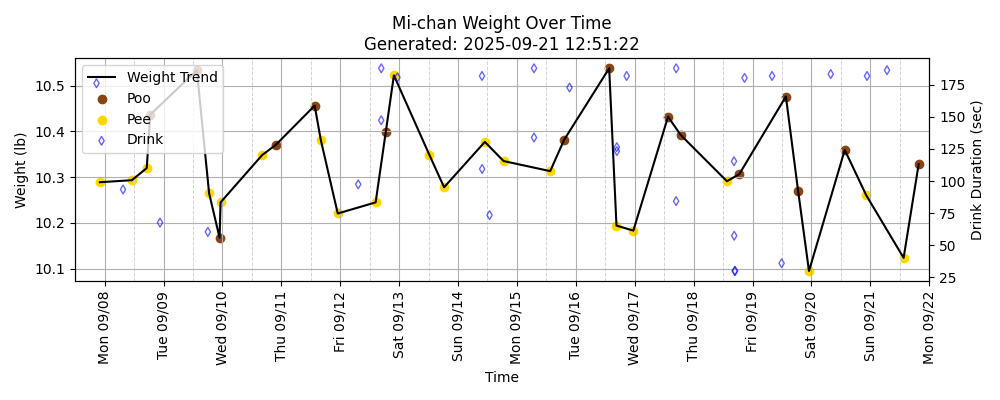 Mi-chan Weight Over Time
Generated: 2025-09-21 12:51:22
Weight (lb)
10.5
10.4
10.3
10.2
10.1
Weight Trend
Poo
Pee
Drink
175
150
125
100
75
50
25
Drink Duration (sec)
Mon 09/08
Tue 09/09
Wed 09/10
Thu 09/11
Fri 09/12
Sat 09/13
Sun 09/14
Mon 09/15
Tue 09/16
Wed 09/17
Thu 09/18
Fri 09/19
Sat 09/20
Sun 09/21
Mon 09/22
Time